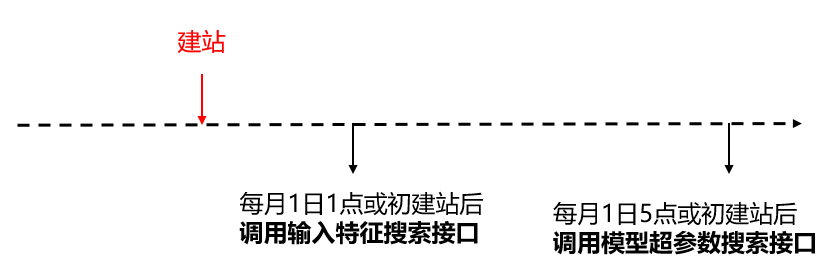 建站
每月1日1点或初建站后
调用输入特征搜索接口
每月1日5点或初建站后
调用模型超参数搜索接口